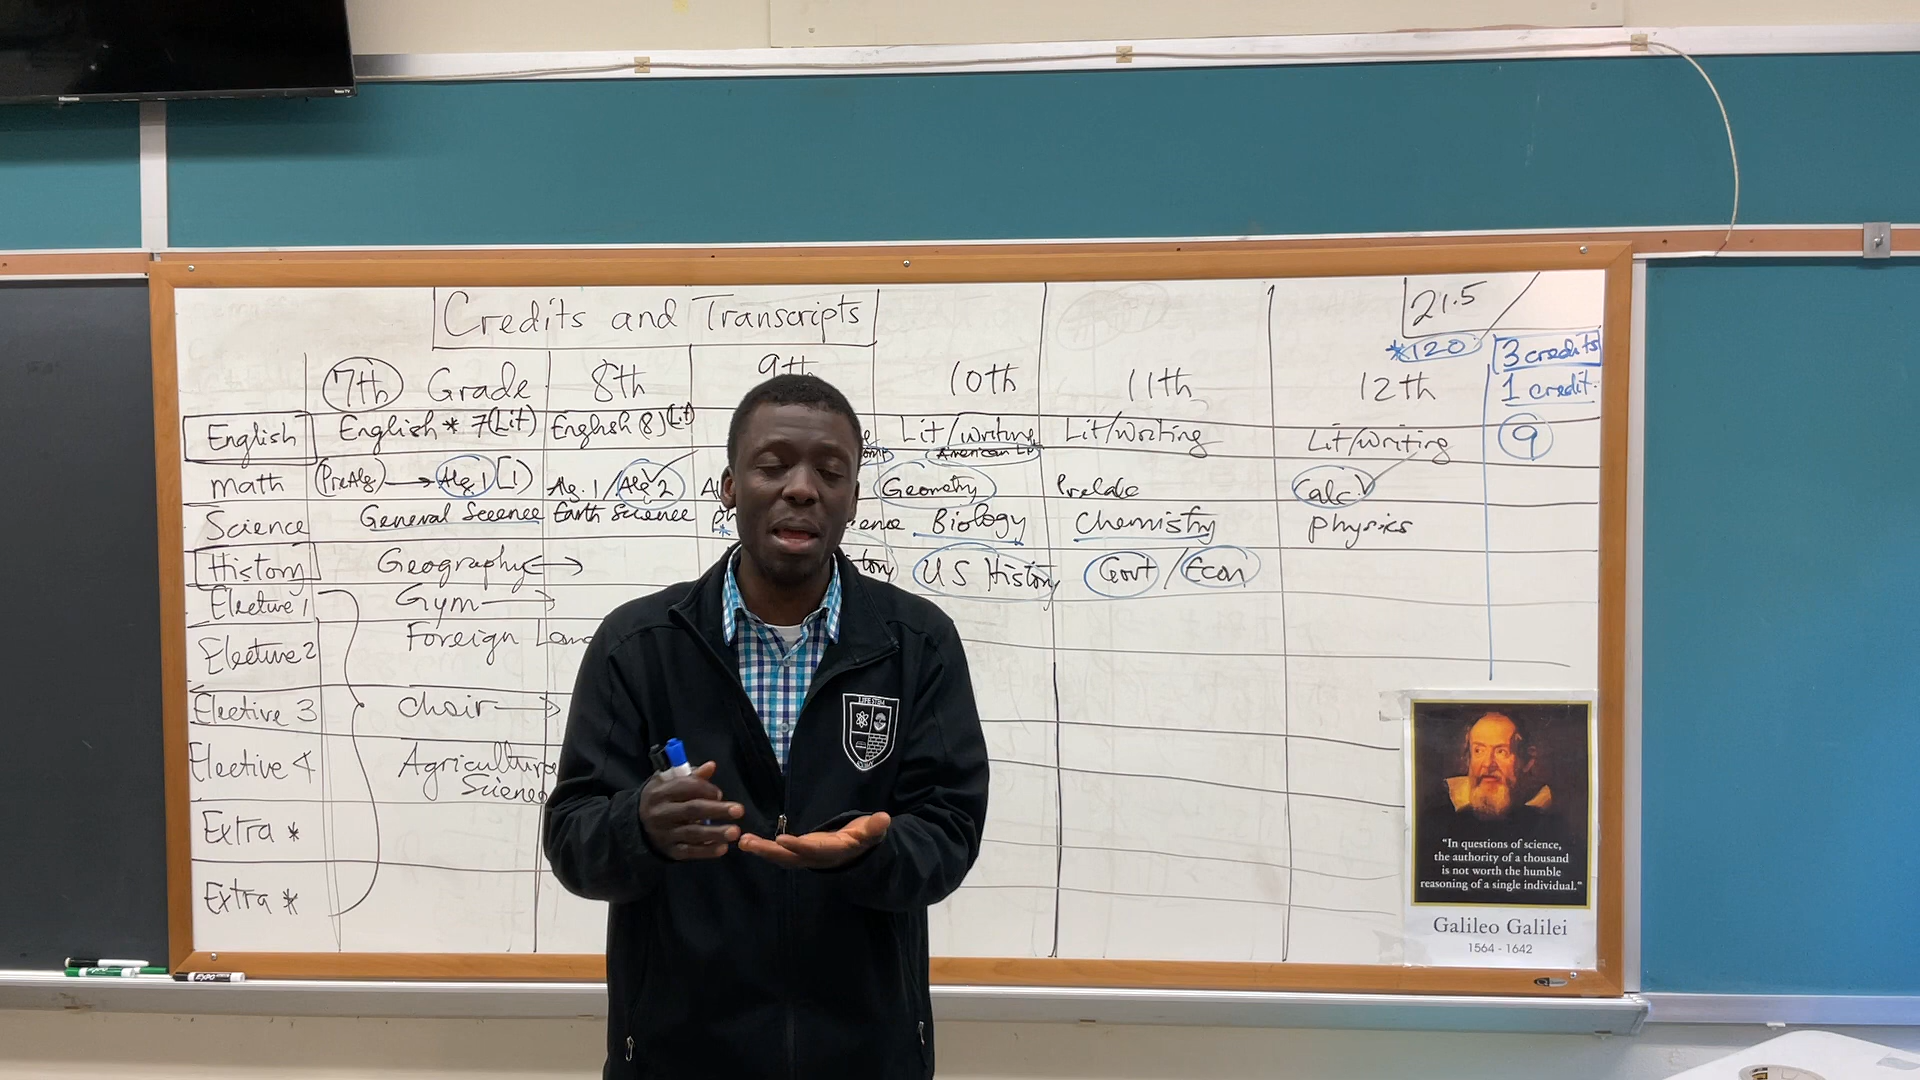 Credits and Transcripts
21.5
*120
3 credits
1 credit.
7th Grade 8th 9th 10th 11th 12th
English English * 7(Lit) English (8)(Lit) Lit/Writing Lit/Writing Lit/Writing 9
American Lit
math (PreAlg) Alg. 1 [1) Alg. 1/Alg 2 Geometry Calc.
Science General Science Earth Science Biology Chemistry physics
History Geography US History Govt / Econ
Elective 1 Gym
Elective 2 Foreign
Elective 3 choir
Elective 4 Agricultura
Science
Extra *
Extra *
LIFE STEM
"In questions of science,
the authority of a thousand
is not worth the humble
reasoning of a single individual."
Galileo Galilei
1564 - 1642
EXPO